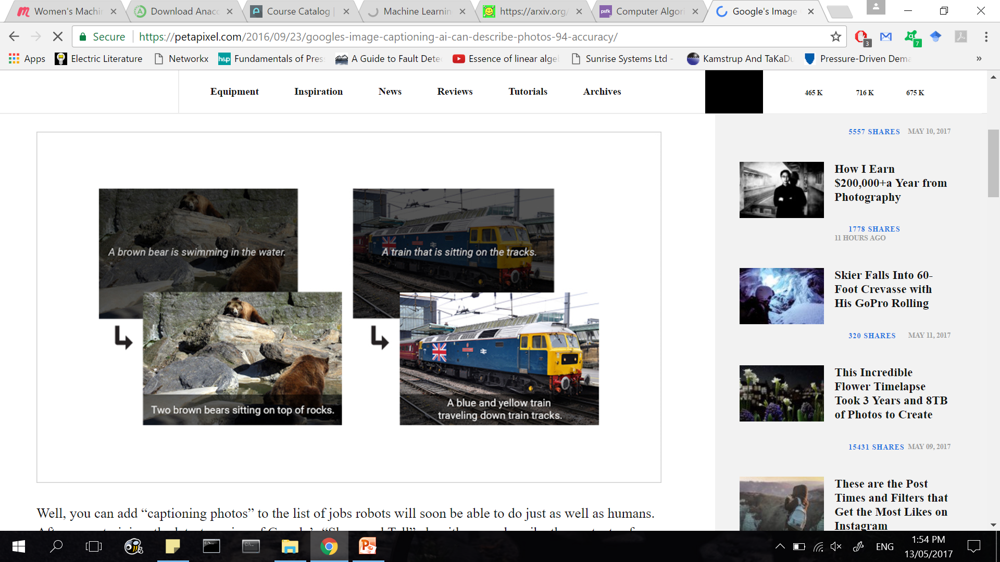 Women's Machin
Download Anaco
Course Catalog |
Machine Learnin
https://arxiv.org/
psfk
Computer Algori
Google's Image
Secure
https://petapixel.com/2016/09/23/googles-image-captioning-ai-can-describe-photos-94-accuracy/
3
7
Apps
Electric Literature
Networkx
h&p
Fundamentals of Pres
A Guide to Fault Dete
Essence of linear algel
Sunrise Systems Ltd -
Kamstrup And TaKaDu
Pressure-Driven Dema
»
Equipment
Inspiration
News
Reviews
Tutorials
Archives
465 K
716 K
675 K
A brown bear is swimming in the water.
A train that is sitting on the tracks.
Two brown bears sitting on top of rocks.
A blue and yellow train
traveling down train tracks.
Well, you can add “captioning photos” to the list of jobs robots will soon be able to do just as well as humans.
5557 SHARES MAY 10, 2017
How I Earn
$200,000+a Year from
Photography
1778 SHARES
11 HOURS AGO
Skier Falls Into 60-
Foot Crevasse with
His GoPro Rolling
320 SHARES MAY 11, 2017
This Incredible
Flower Timelapse
Took 3 Years and 8TB
of Photos to Create
15431 SHARES MAY 09, 2017
These are the Post
Times and Filters that
Get the Most Likes on
Instagram
ENG
1:54 PM
13/05/2017